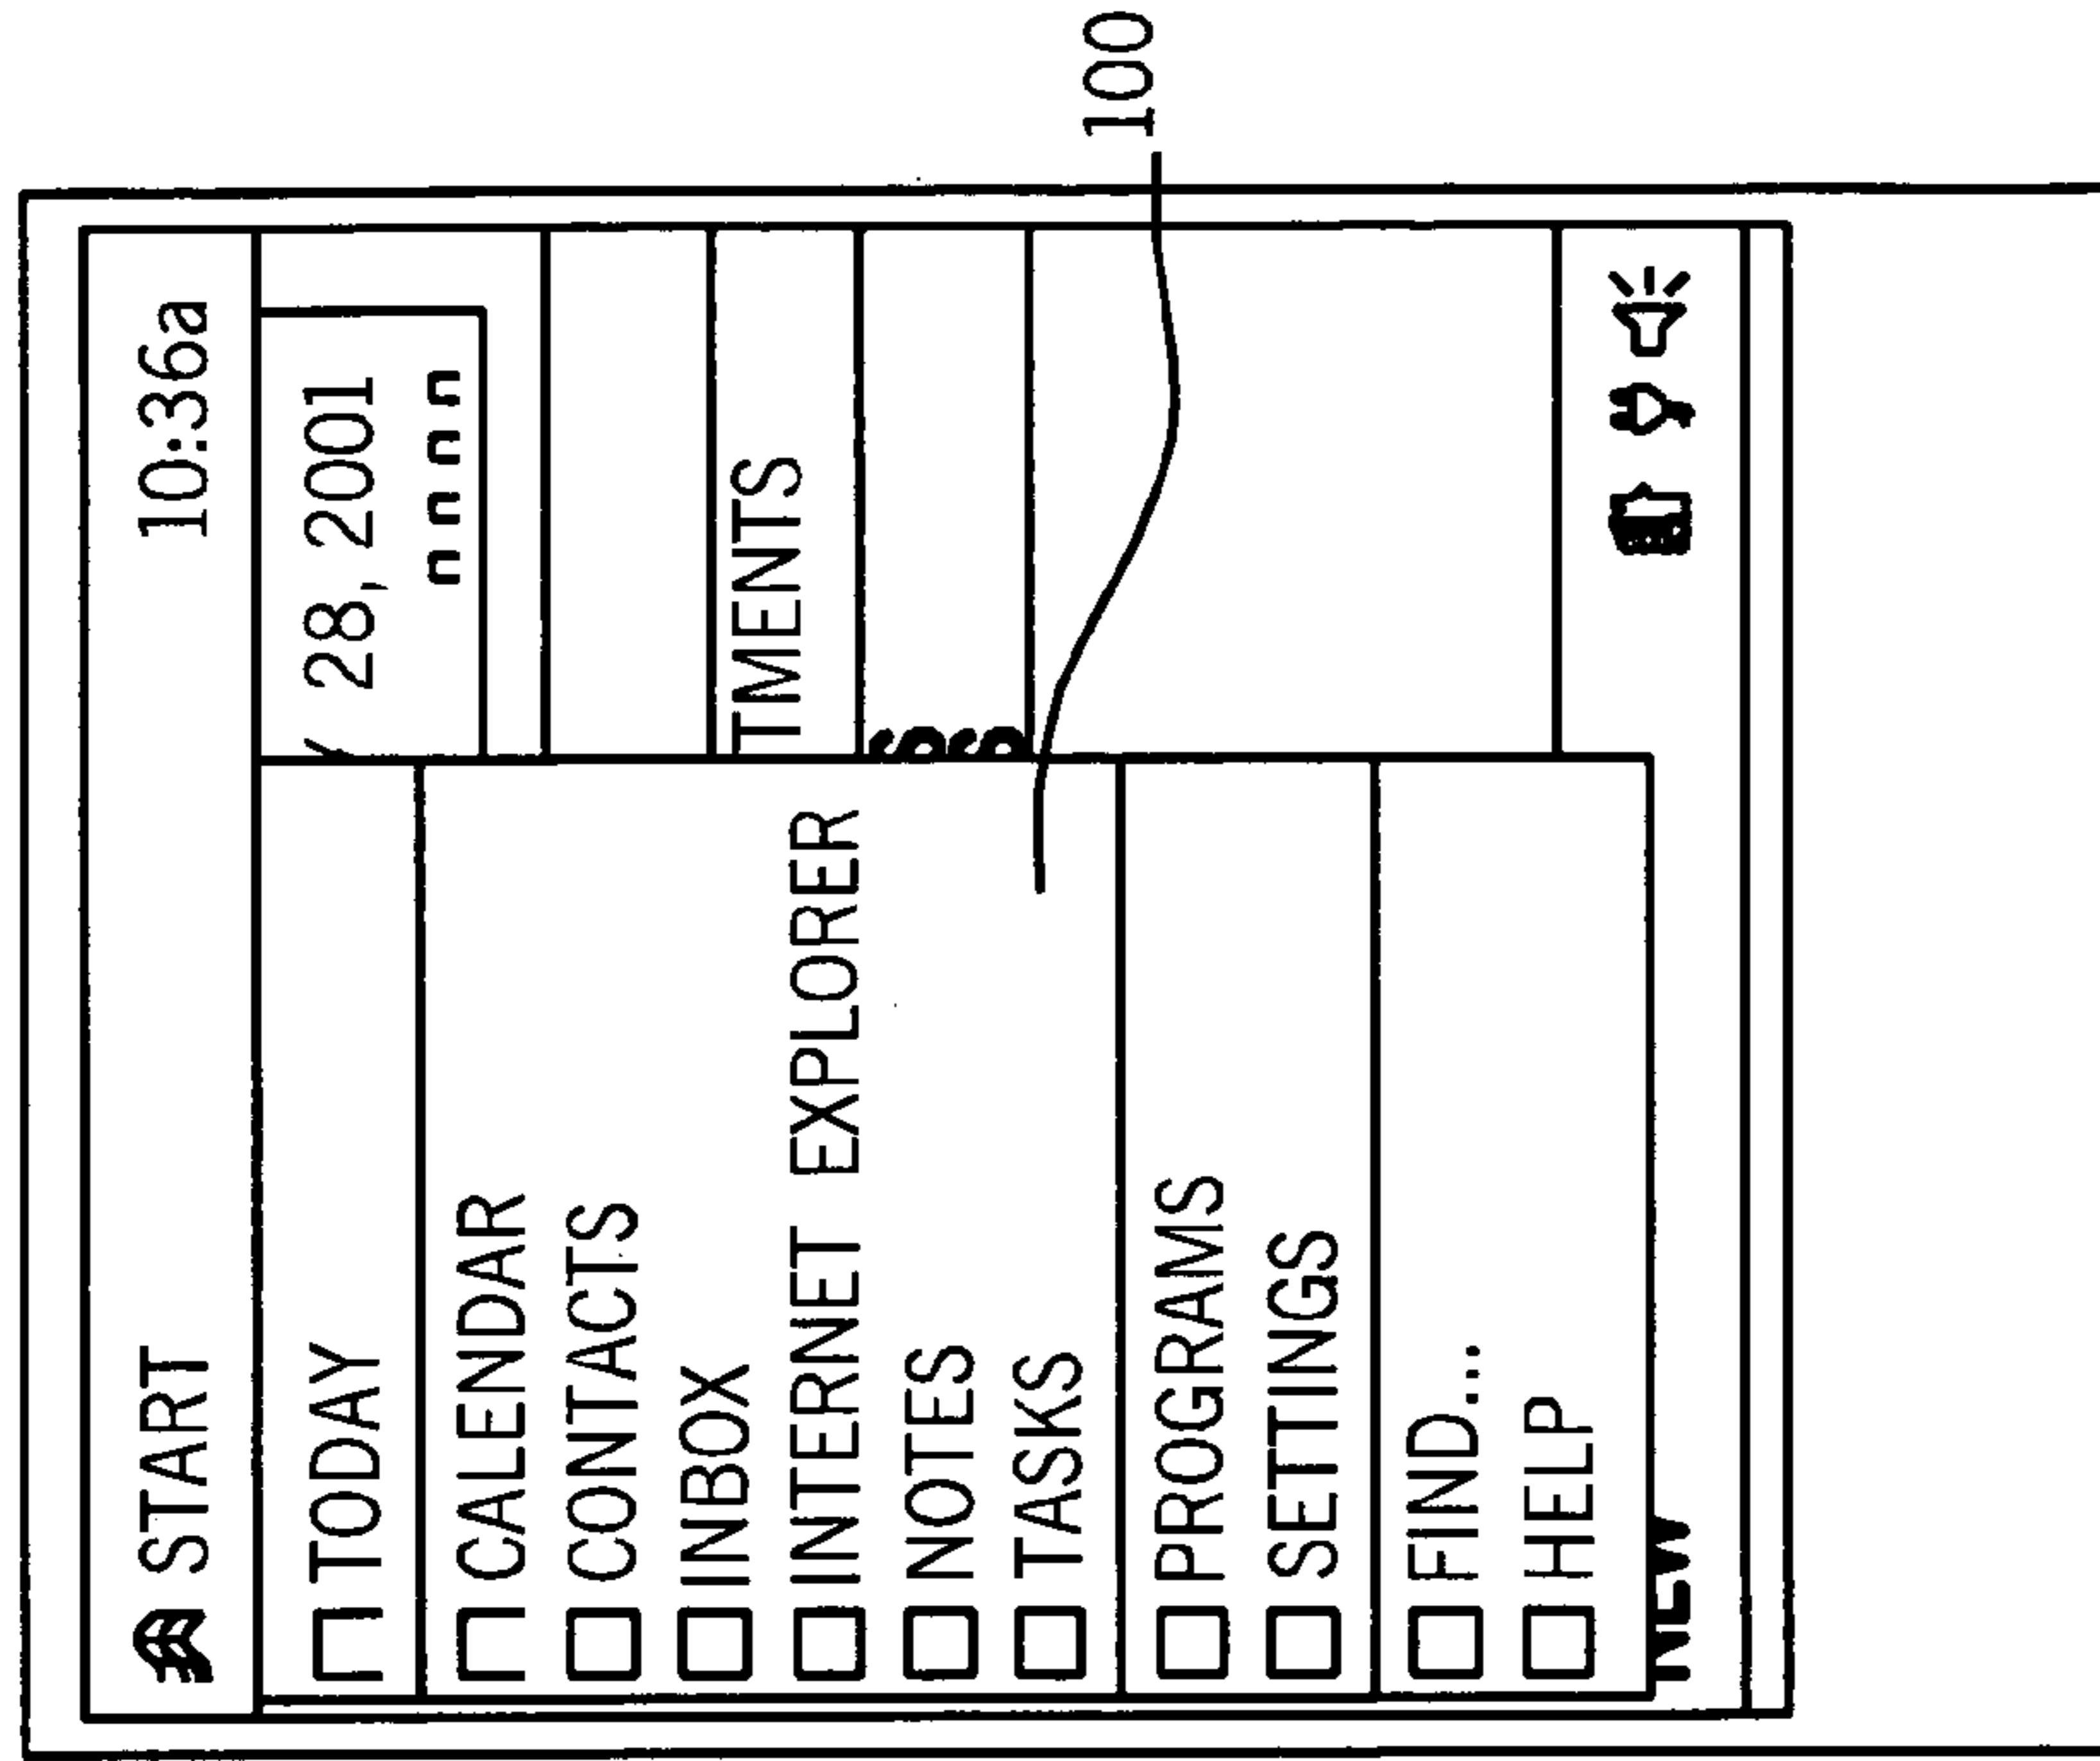 START 10:36a
TODAY
28, 2001
CALENDAR
CONTACTS
INBOX
TMENTS
INTERNET EXPLORER
NOTES
TASKS
100
PROGRAMS
SETTINGS
FIND...
HELP